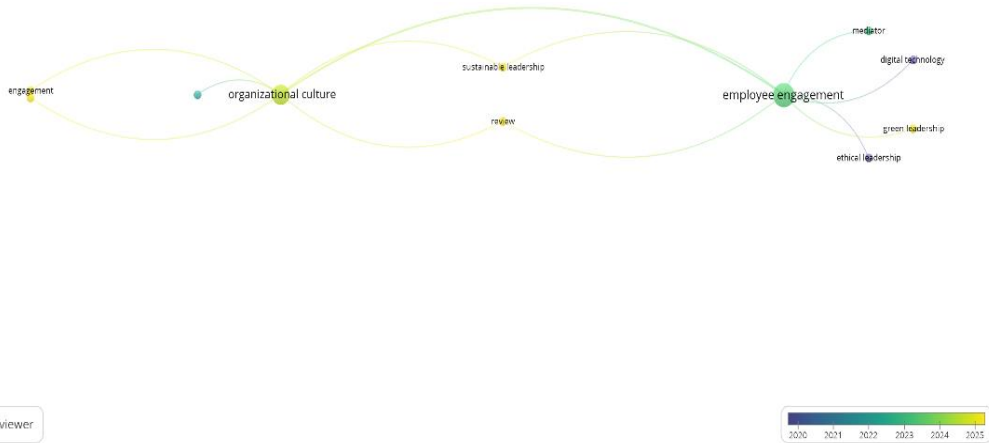 mediator
digital technology
sustainable leadership
engagement
organizational culture
employee engagement
review
green leadership
ethical leadership
viewer
2020 2021 2022 2023 2024 2025